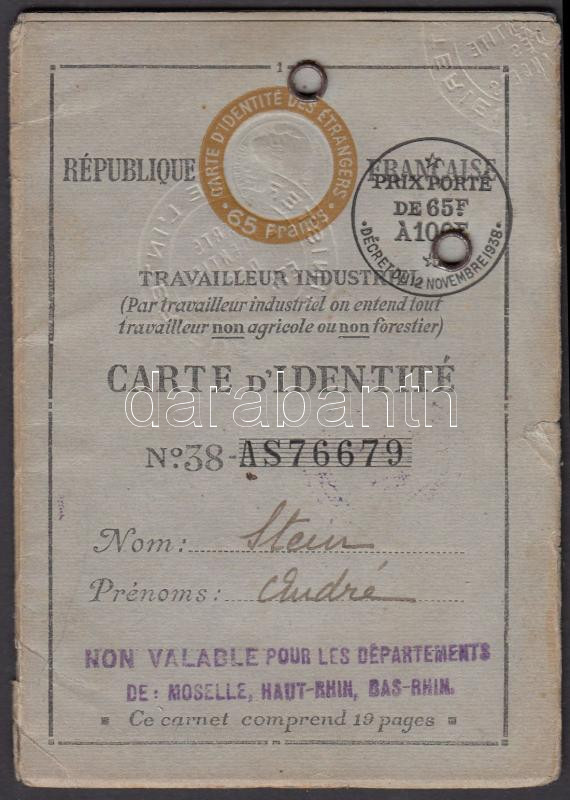 1
CARTE D'IDENTITÉ DES ÉTRANGERS
65 Francs
RÉPUBLIQUE FRANÇAISE
PRIX PORTÉ
DE 65F.
À 100F
DÉCRET DU 12 NOVEMBRE 1938
TRAVAILLEUR INDUSTRIEL
(Par travailleur industriel on entend tout
travailleur non agricole ou non forestier)
CARTE D'IDENTITÉ
darabanth
No. 38-AS76679
Nom: Stein
Prénoms: André
NON VALABLE POUR LES DÉPARTEMENTS
DE: MOSELLE, HAUT-RHIN, BAS-RHIN.
Ce carnet comprend 19 pages